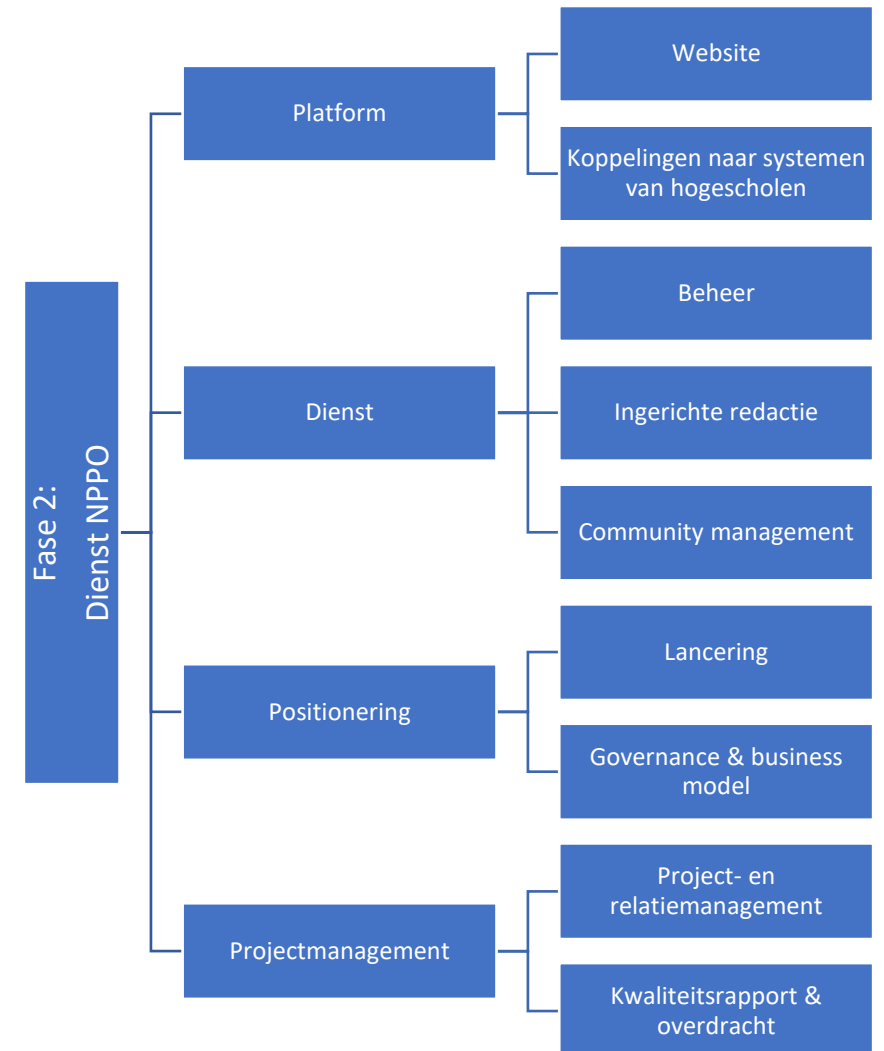 Fase 2:
Dienst NPPO
Platform
Website
Koppelingen naar systemen
van hogescholen
Dienst
Beheer
Ingerichte redactie
Community management
Positionering
Lancering
Governance & business
model
Projectmanagement
Project- en
relatiemanagement
Kwaliteitsrapport &
overdracht